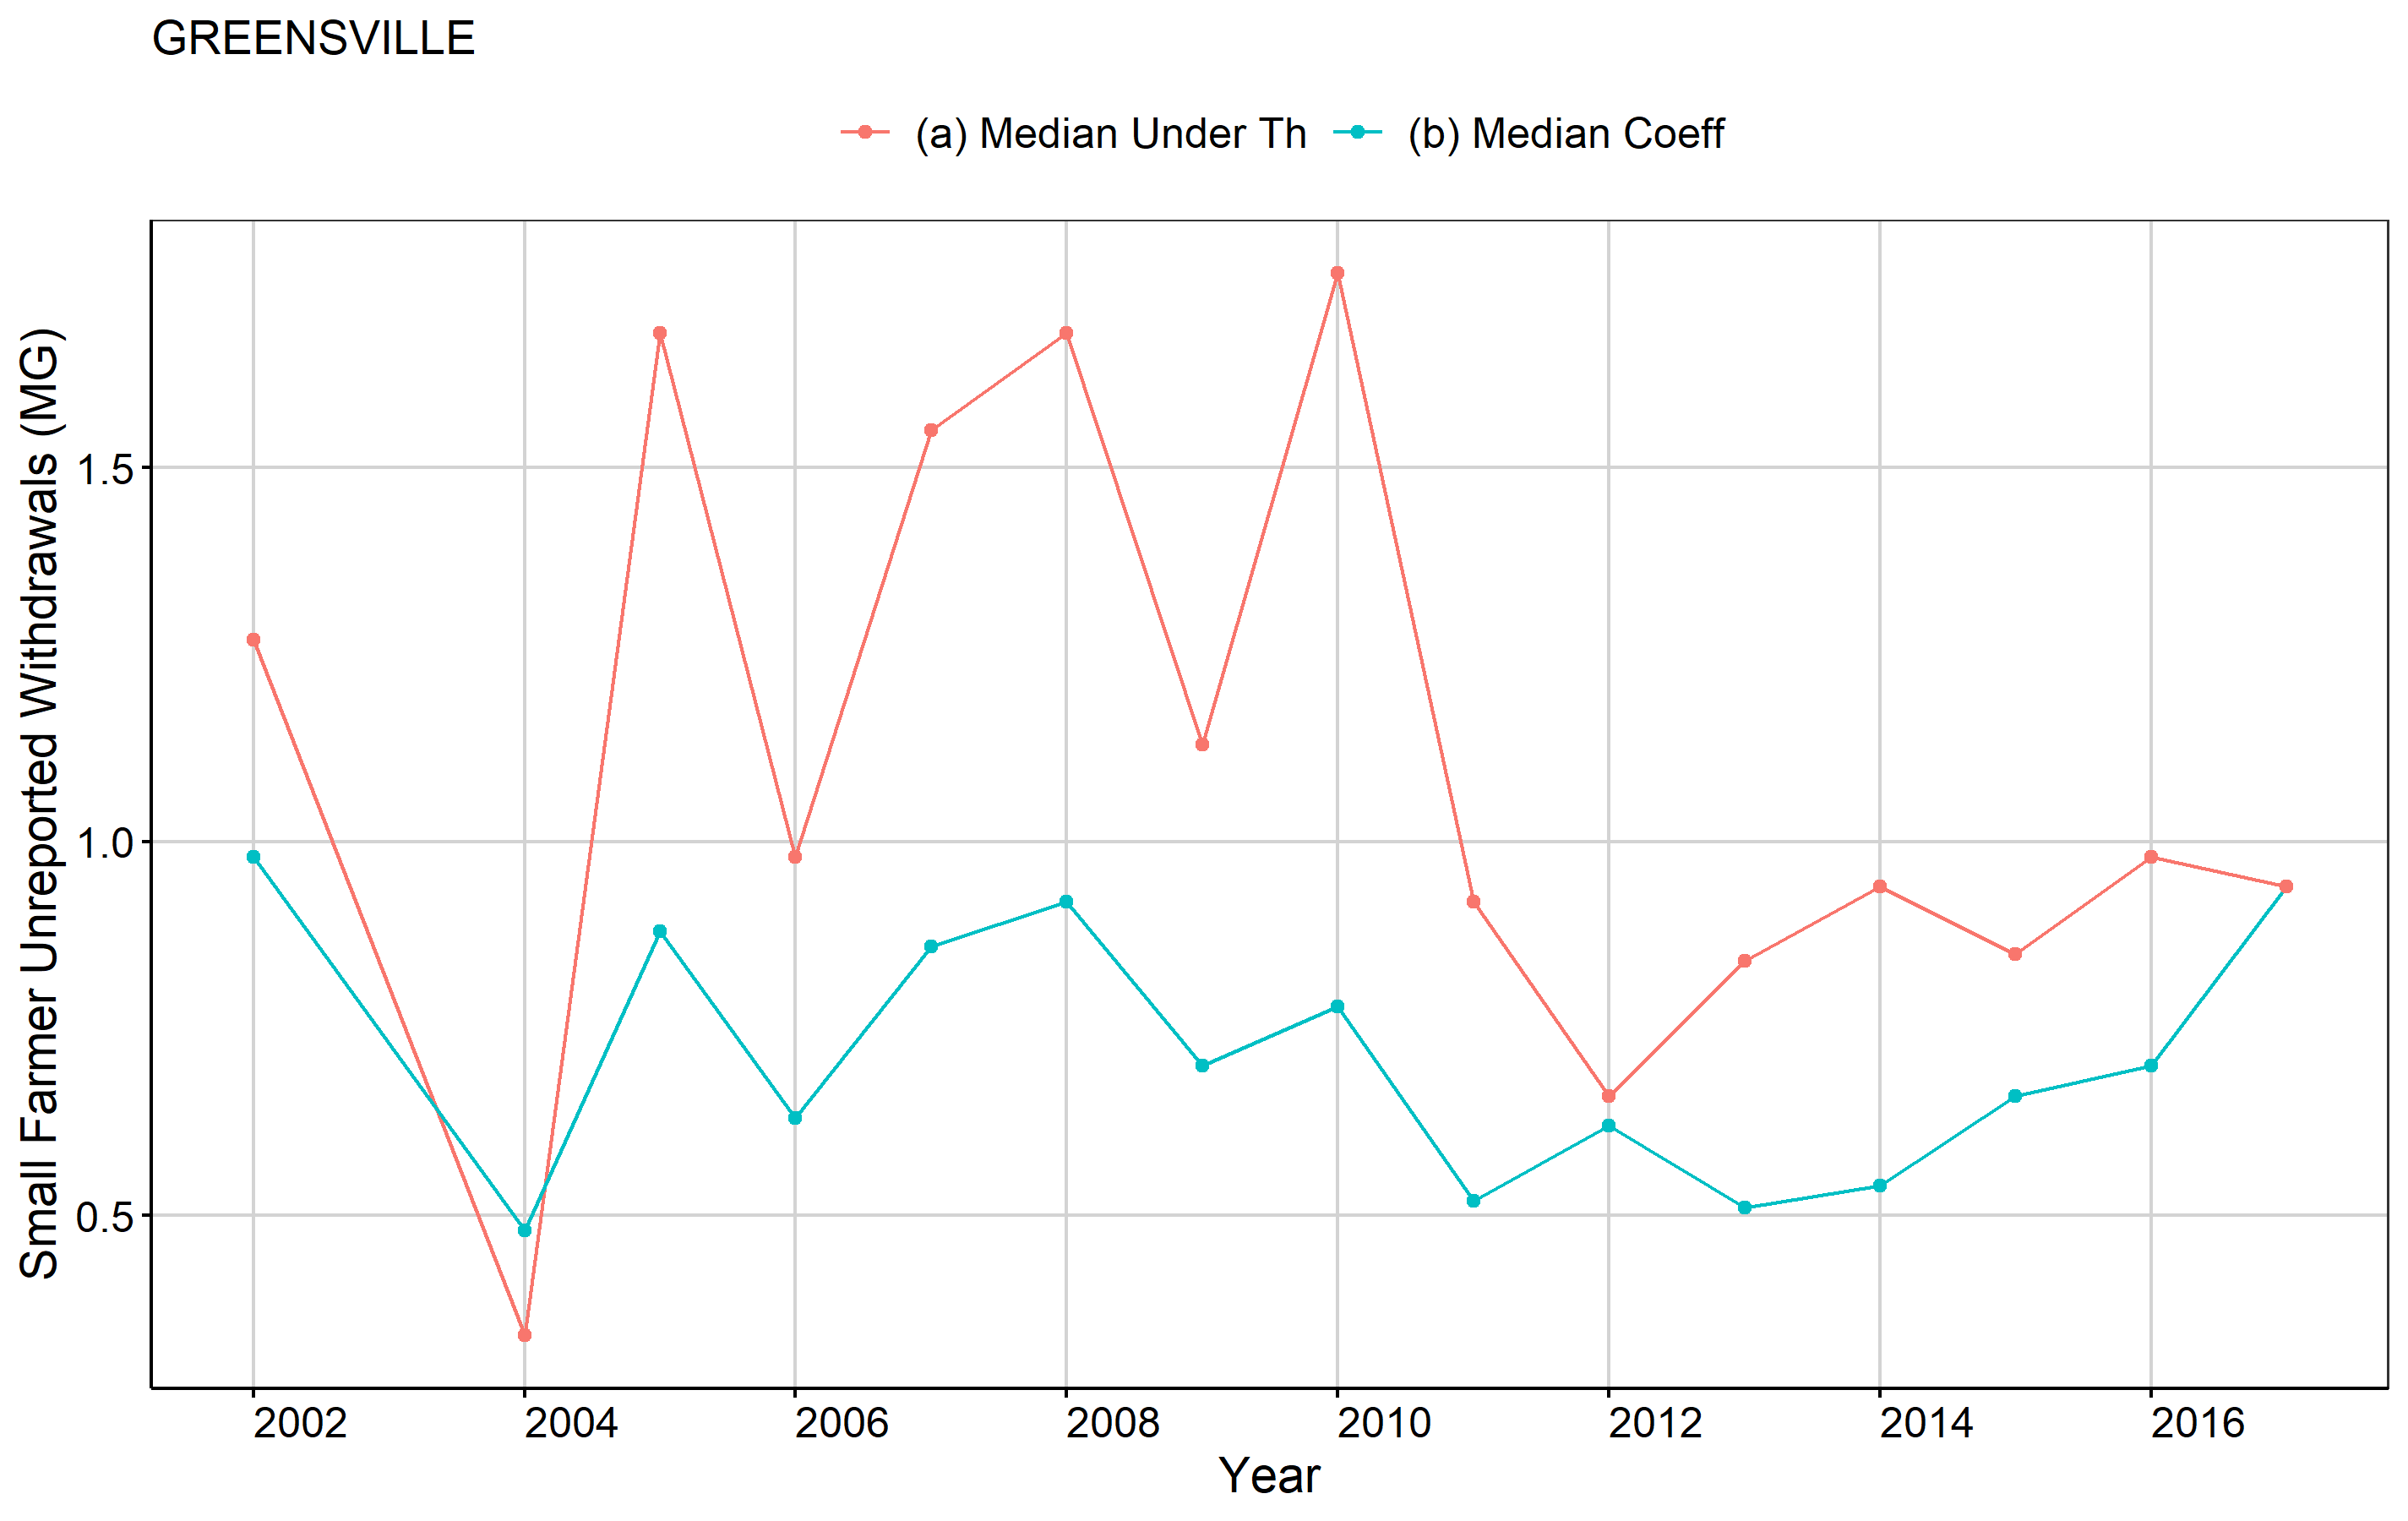 GREENSVILLE
(a) Median Under Th (b) Median Coeff
Small Farmer Unreported Withdrawals (MG)
1.5
1.0
0.5
2002 2004 2006 2008 2010 2012 2014 2016
Year